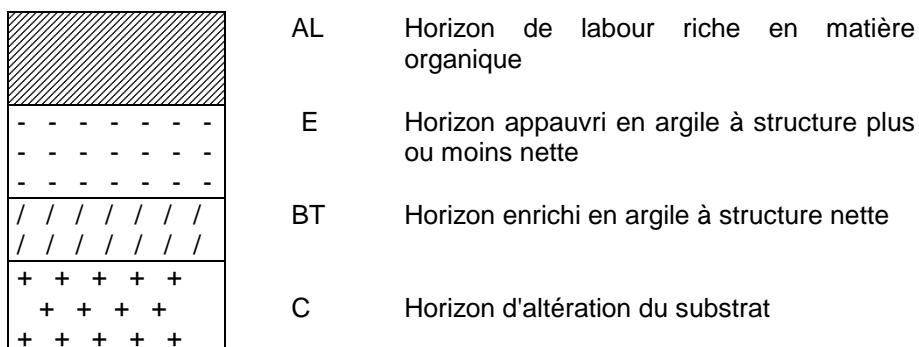 AL Horizon de labour riche en matière
organique
E Horizon appauvri en argile à structure plus
ou moins nette
BT Horizon enrichi en argile à structure nette
C Horizon d'altération du substrat